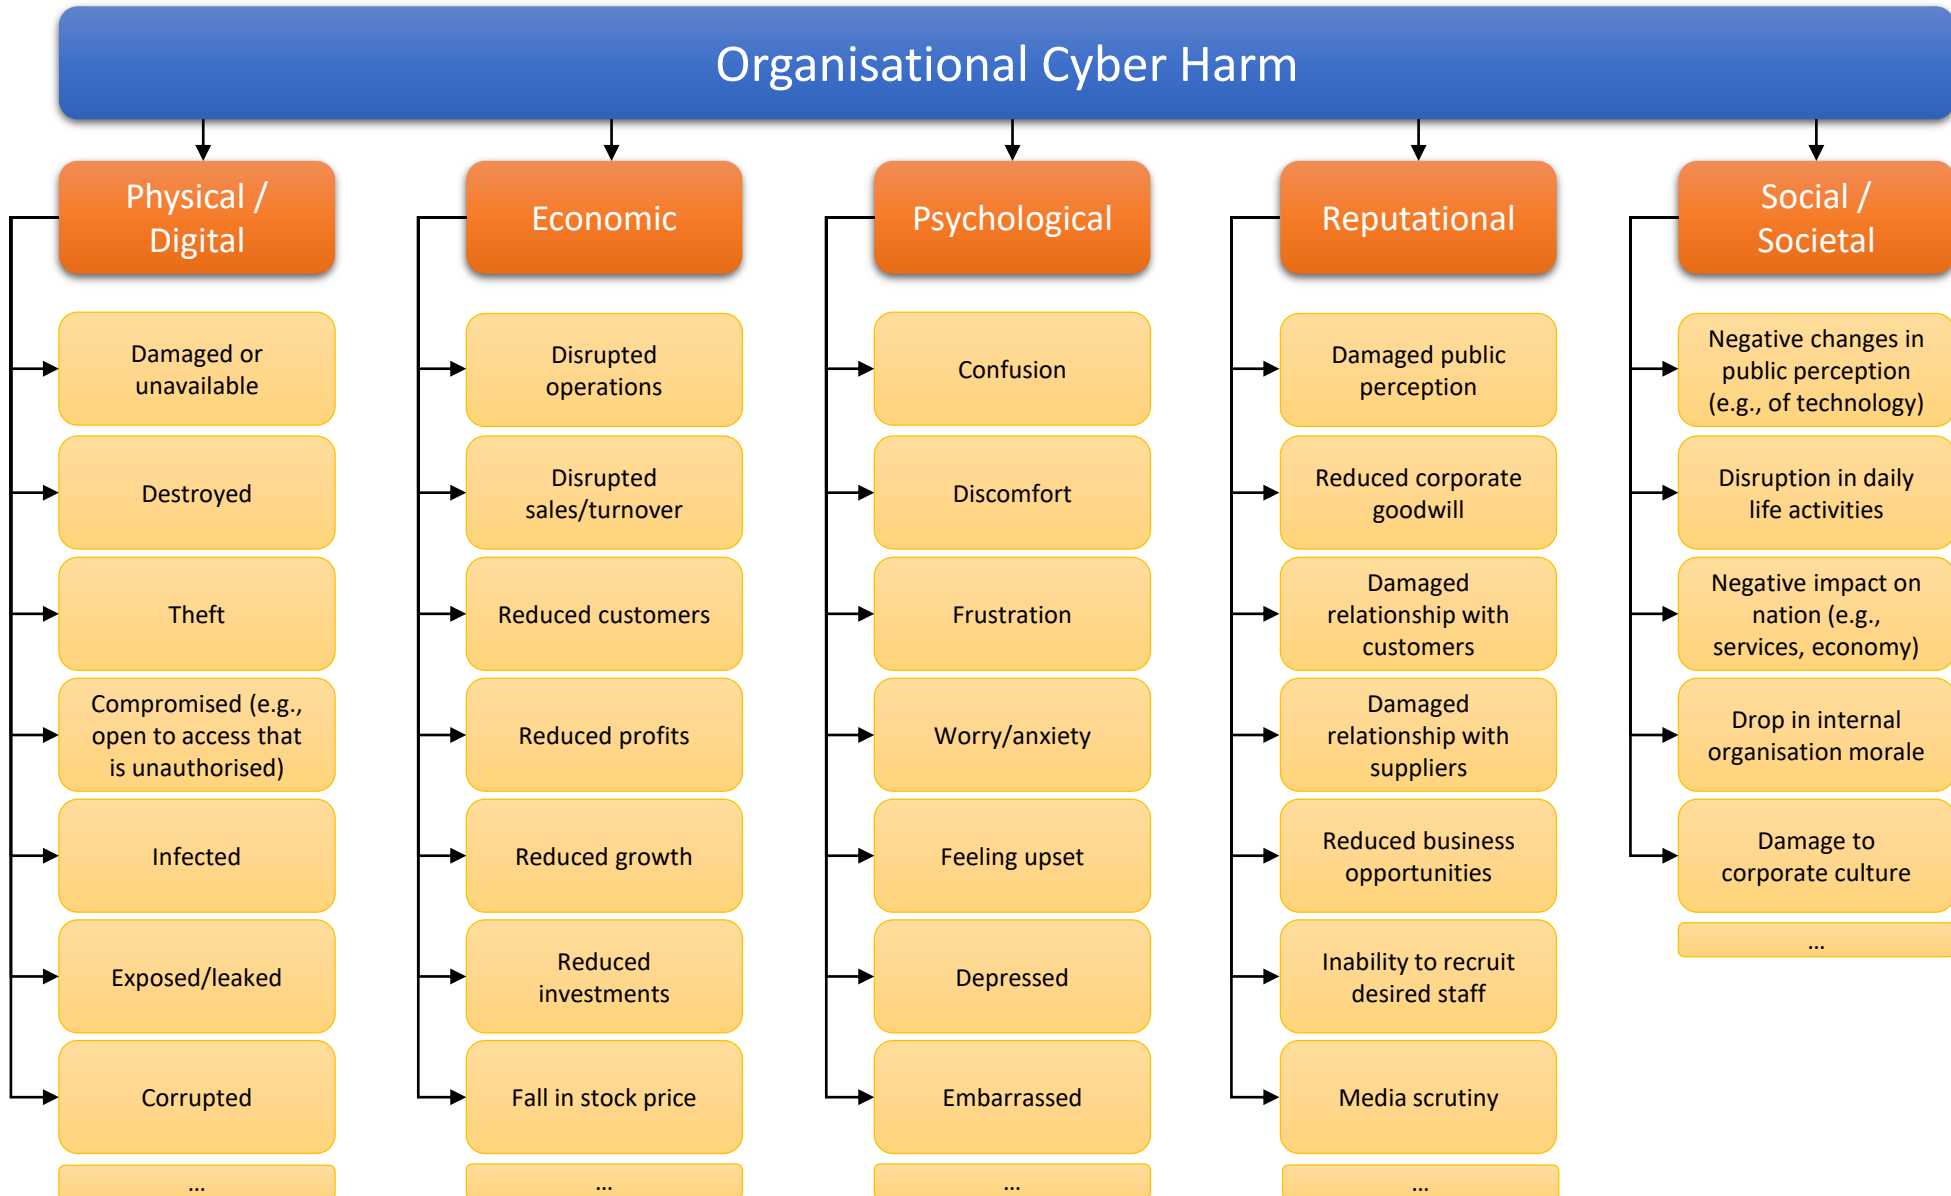 Organisational Cyber Harm
Physical /
Digital
Damaged or
unavailable
Destroyed
Theft
Compromised (e.g.,
open to access that
is unauthorised)
Infected
Exposed/leaked
Corrupted
...
Economic
Disrupted
operations
Disrupted
sales/turnover
Reduced customers
Reduced profits
Reduced growth
Reduced
investments
Fall in stock price
...
Psychological
Confusion
Discomfort
Frustration
Worry/anxiety
Feeling upset
Depressed
Embarrassed
...
Reputational
Damaged public
perception
Reduced corporate
goodwill
Damaged
relationship with
customers
Damaged
relationship with
suppliers
Reduced business
opportunities
Inability to recruit
desired staff
Media scrutiny
...
Social /
Societal
Negative changes in
public perception
(e.g., of technology)
Disruption in daily
life activities
Negative impact on
nation (e.g.,
services, economy)
Drop in internal
organisation morale
Damage to
corporate culture
...